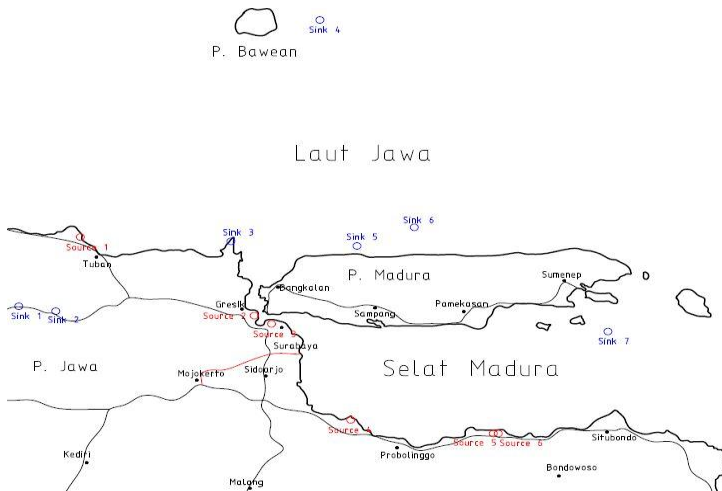 Sink 4
P. Bawean
Laut Jawa
Sink 6
Sink 3
Sink 5
Source 1
Tuban
P. Madura
Sumenep
Bangkalan
Gresik
Pamekasan
Sink 1
Sink 2
Source 2
Sampang
Source 3
Sink 7
Surabaya
P. Jawa
Selat Madura
Mojokerto
Sidoarjo
Source 4
Situbondo
Source 5
Source 6
Kediri
Probolinggo
Bondowoso
Malang